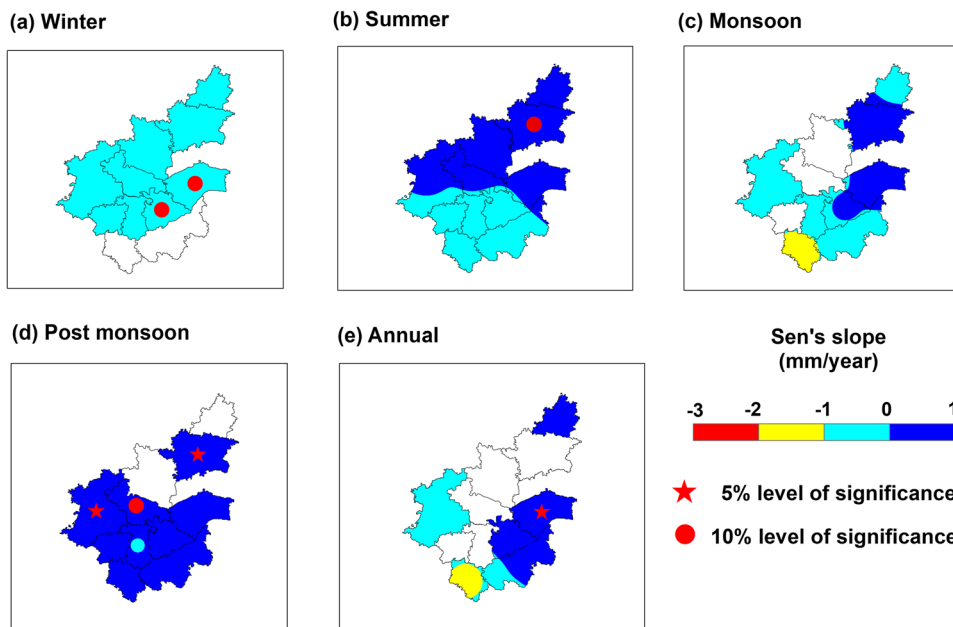 (a) Winter
(b) Summer
(c) Monsoon
(d) Post monsoon
(e) Annual
Sen's slope
(mm/year)
-3 -2 -1 0 1
5% level of significance
10% level of significance